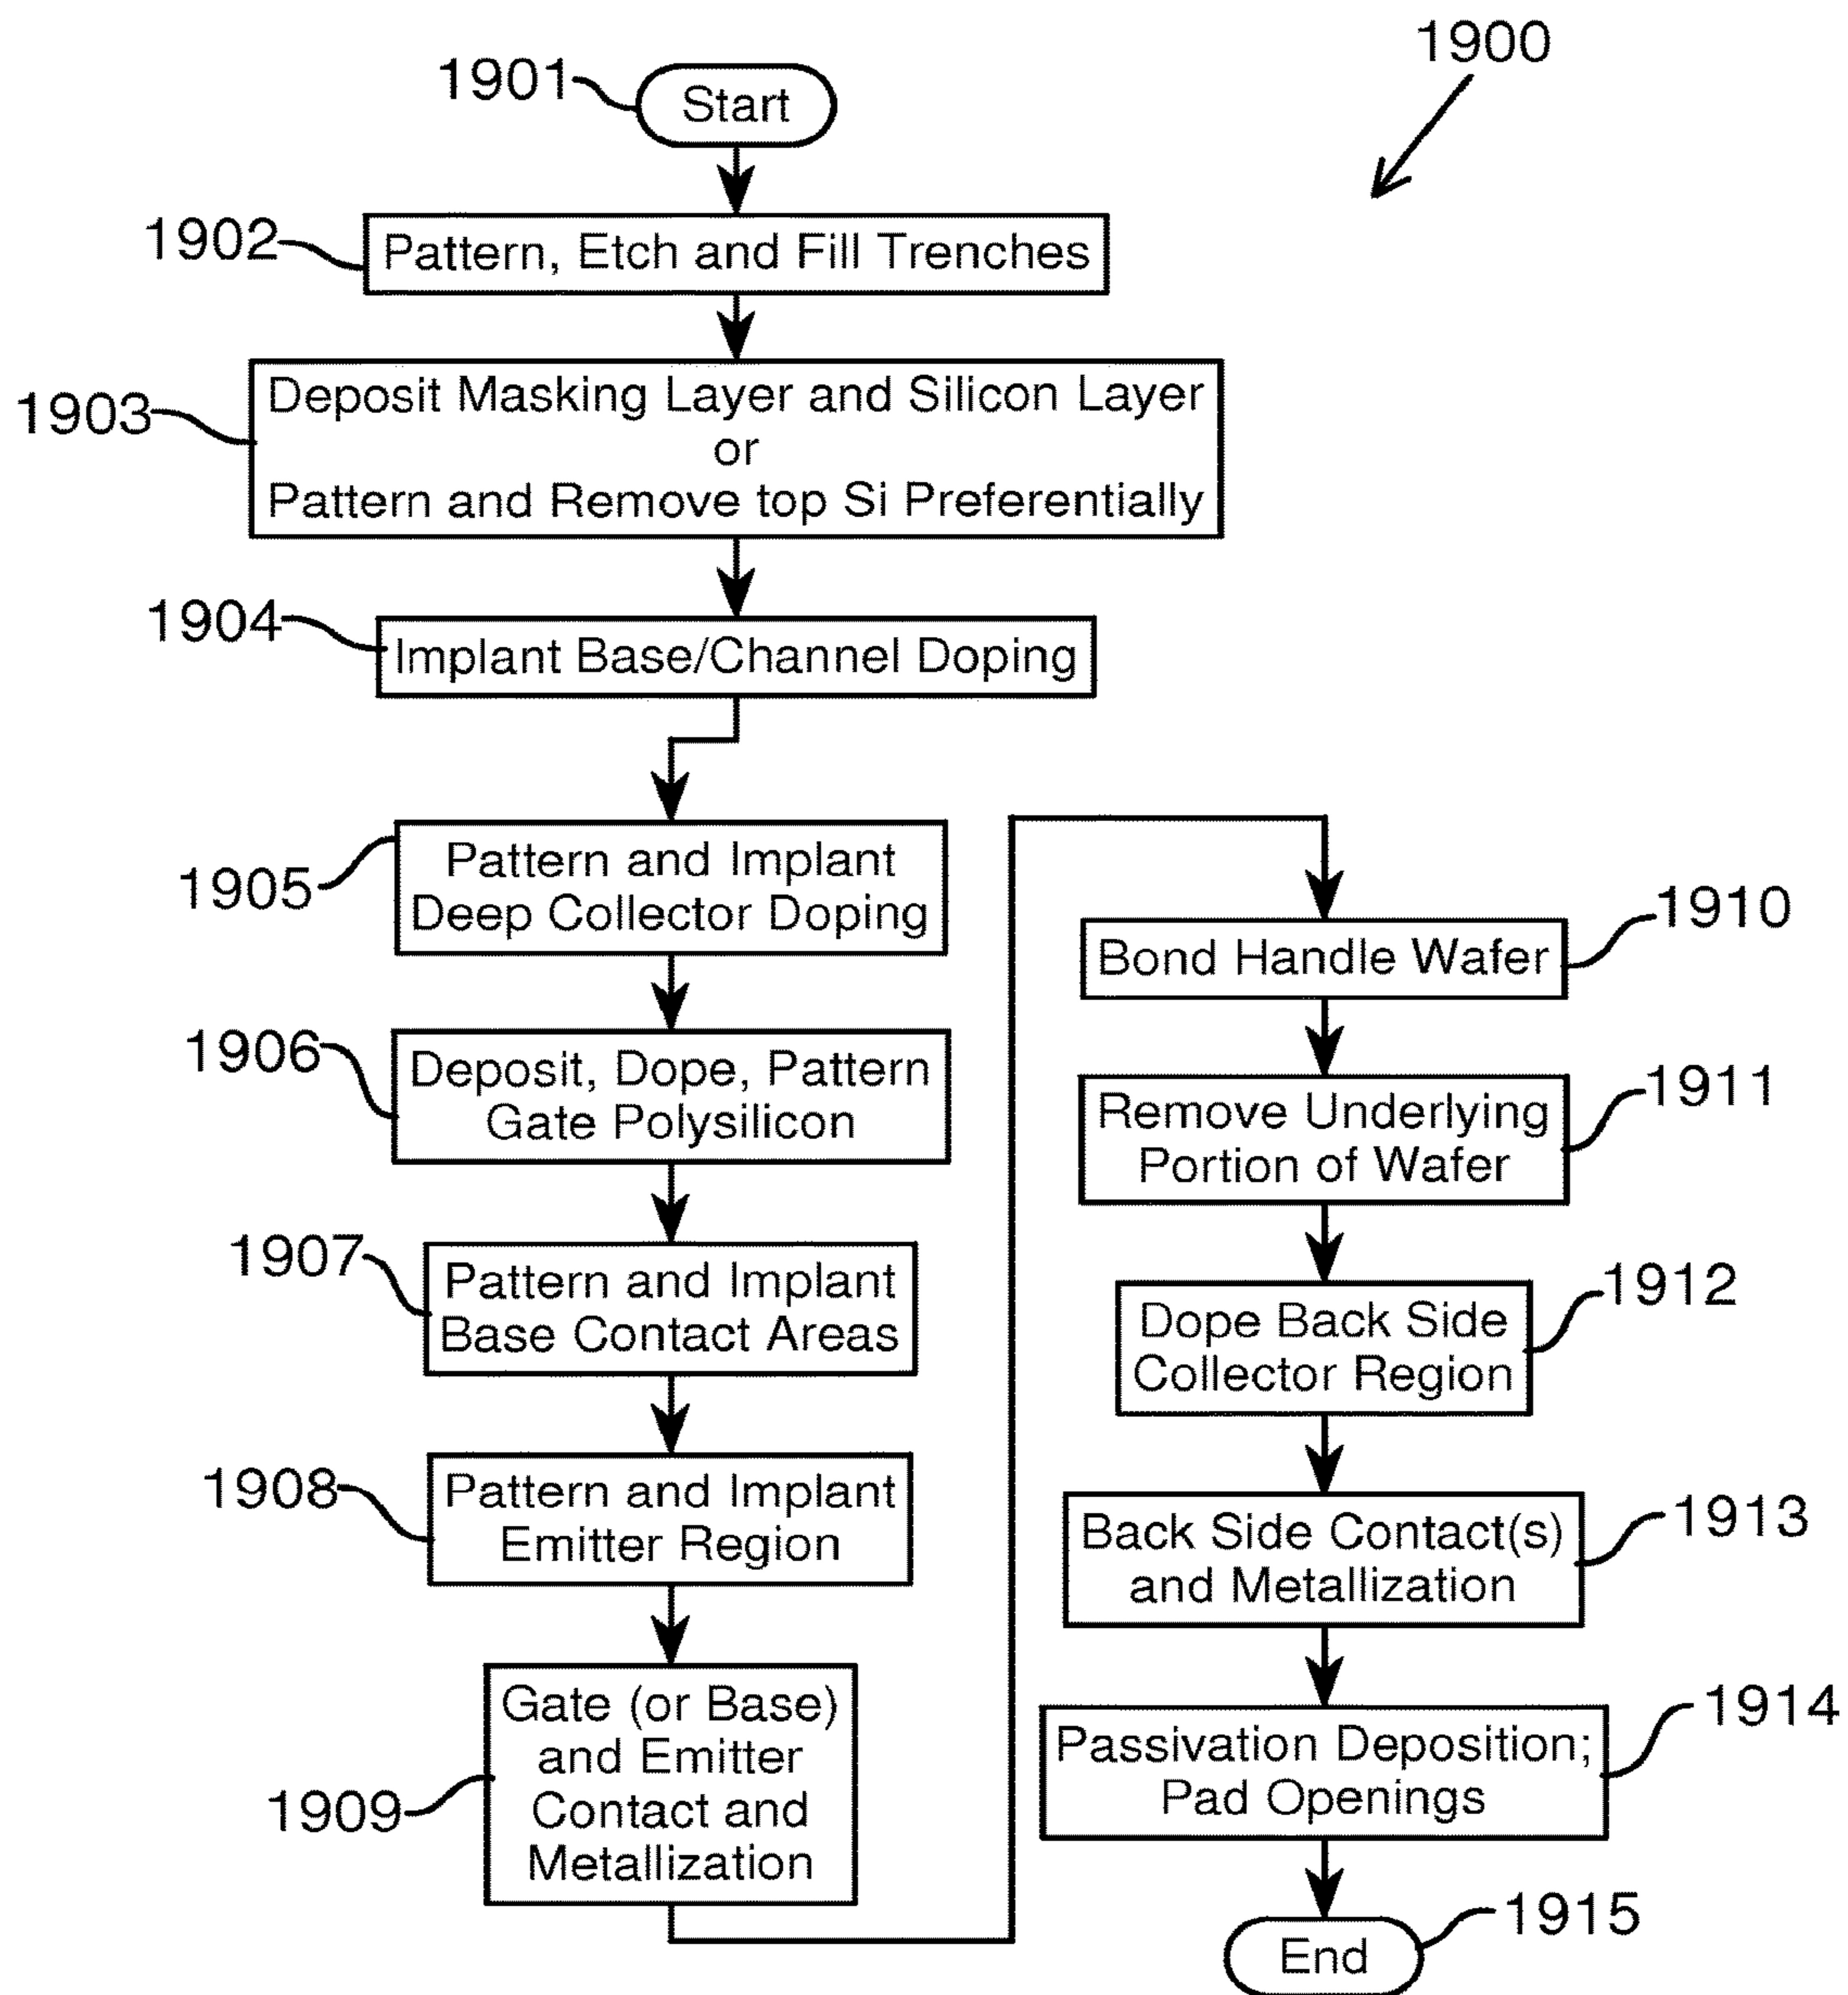 1900
1901
Start
1902
Pattern, Etch and Fill Trenches
1903
Deposit Masking Layer and Silicon Layer
or
Pattern and Remove top Si Preferentially
1904
Implant Base/Channel Doping
1905
Pattern and Implant
Deep Collector Doping
1906
Deposit, Dope, Pattern
Gate Polysilicon
1907
Pattern and Implant
Base Contact Areas
1908
Pattern and Implant
Emitter Region
1909
Gate (or Base)
and Emitter
Contact and
Metallization
1910
Bond Handle Wafer
1911
Remove Underlying
Portion of Wafer
1912
Dope Back Side
Collector Region
1913
Back Side Contact(s)
and Metallization
1914
Passivation Deposition;
Pad Openings
1915
End